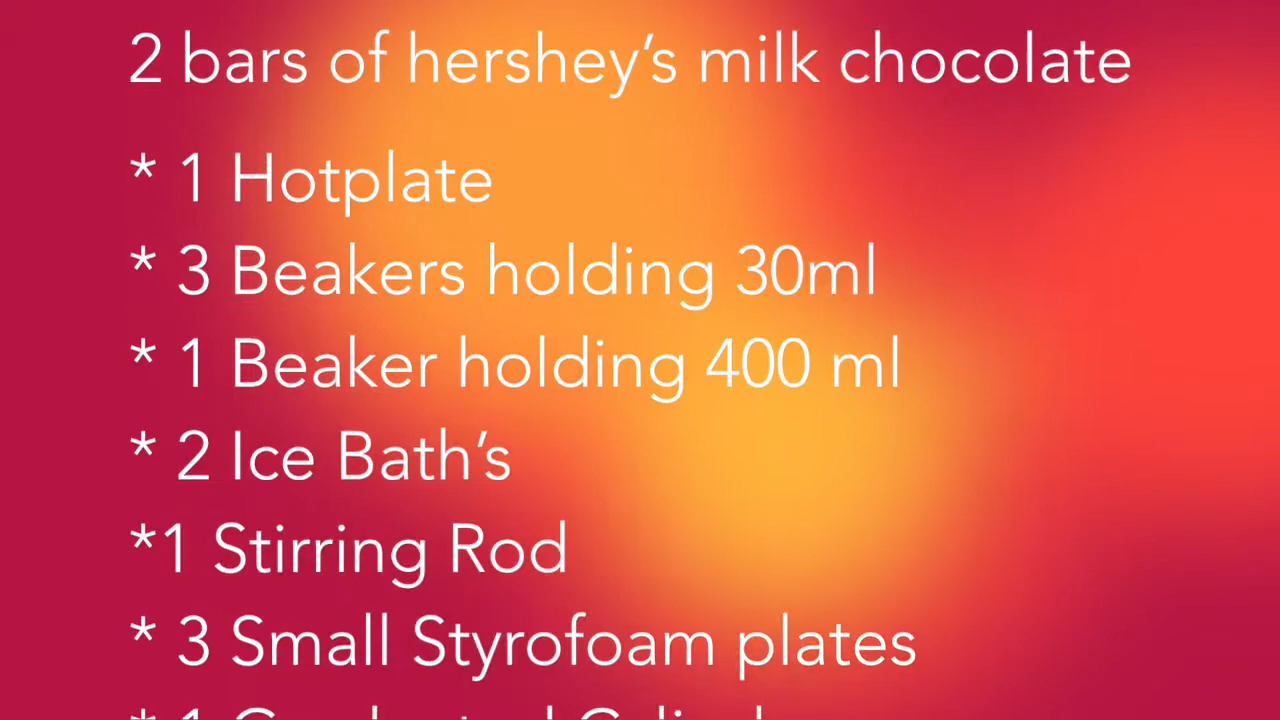 2 bars of hershey’s milk chocolate
* 1 Hotplate
* 3 Beakers holding 30ml
* 1 Beaker holding 400 ml
* 2 Ice Bath’s
*1 Stirring Rod
* 3 Small Styrofoam plates
* 1